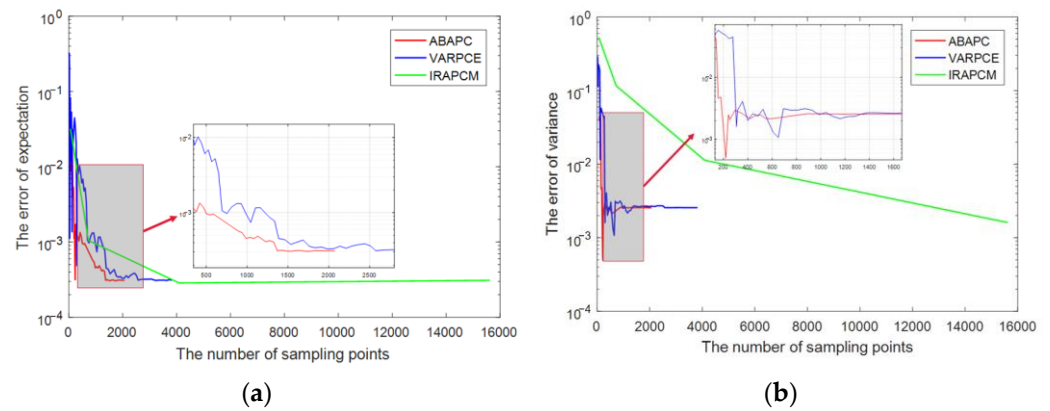 10^0
10^-1
10^-2
10^-3
10^-4
The error of expectation
ABAPC
VARPCE
IRAPCM
10^-2
10^-3
500 1000 1500 2000 2500
0 2000 4000 6000 8000 10000 12000 14000 16000
The number of sampling points
(a)
10^0
10^-1
10^-2
10^-3
10^-4
The error of variance
ABAPC
VARPCE
IRAPCM
10^-2
10^-3
200 400 600 800 1000 1200 1400 1600
0 2000 4000 6000 8000 10000 12000 14000 16000
The number of sampling points
(b)